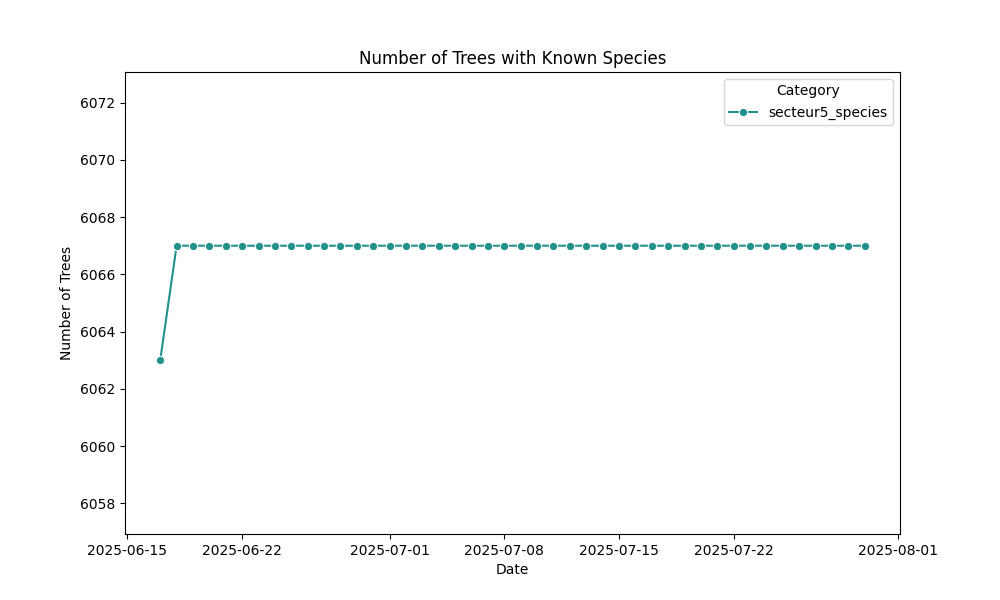 Number of Trees with Known Species
Category
secteur5_species
Number of Trees
6072
6070
6068
6066
6064
6062
6060
6058
2025-06-15 2025-06-22 2025-07-01 2025-07-08 2025-07-15 2025-07-22 2025-08-01
Date